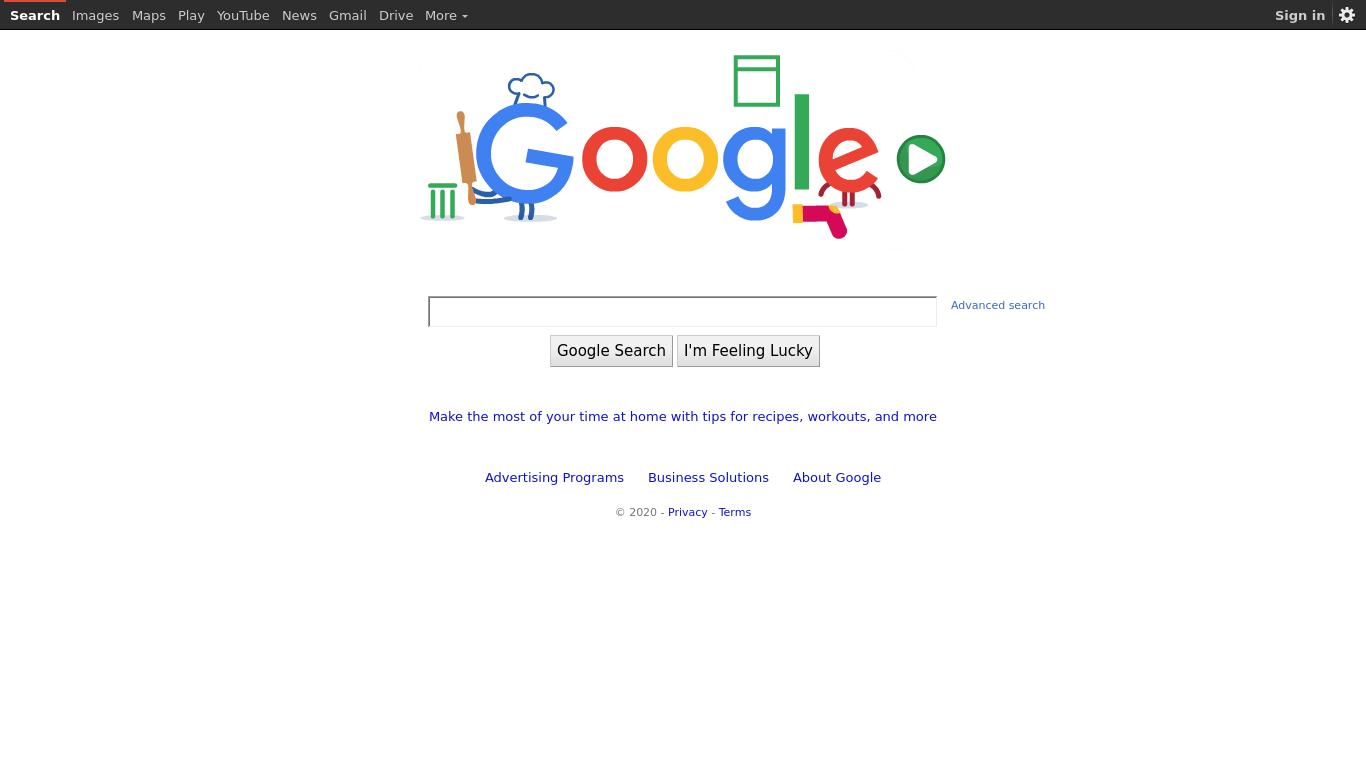 Search Images Maps Play YouTube News Gmail Drive More Sign in
Google
Advanced search
Google Search I'm Feeling Lucky
Make the most of your time at home with tips for recipes, workouts, and more
Advertising Programs Business Solutions About Google
© 2020 - Privacy - Terms